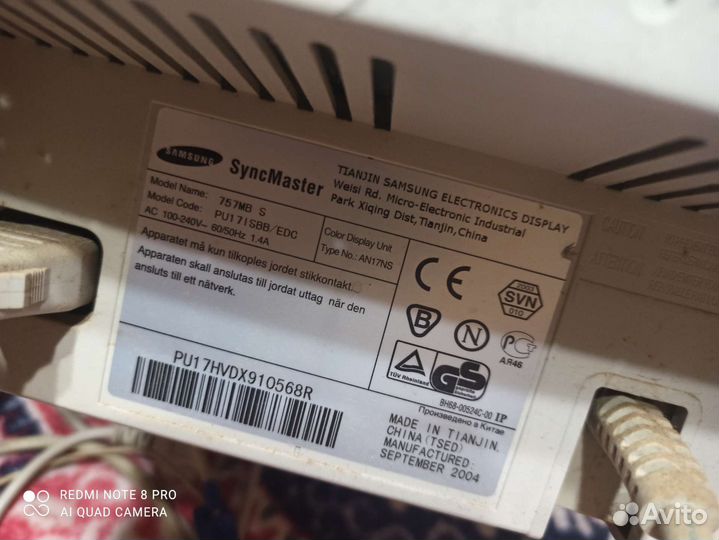 SAMSUNG
SyncMaster
TIANJIN SAMSUNG ELECTRONICS DISPLAY
Weisi Rd. Micro-Electronic Industrial
Park Xiqing Dist,Tianjin,China
Model Name: 757MB S
Model Code: PU17ISBB/EDC
AC 100-240V~ 60/50Hz 1.4A
Color Display Unit
Type No.: AN17NS
Apparatet må kun tilkoples jordet stikkontakt.
Apparaten skall anslutas till jordat uttag när den
ansluts till ett nätverk.
CE
2003
SVN
010
B
N
PC
АЯ46
TÜV Rheinland
GS
BH68-00524C-00 IP
Произведено в Китае
PU17HVDX910568R
MADE IN TIANJIN.
CHINA(TSED)
MANUFACTURED:
SEPTEMBER 2004
REDMI NOTE 8 PRO
AI QUAD CAMERA
Avito